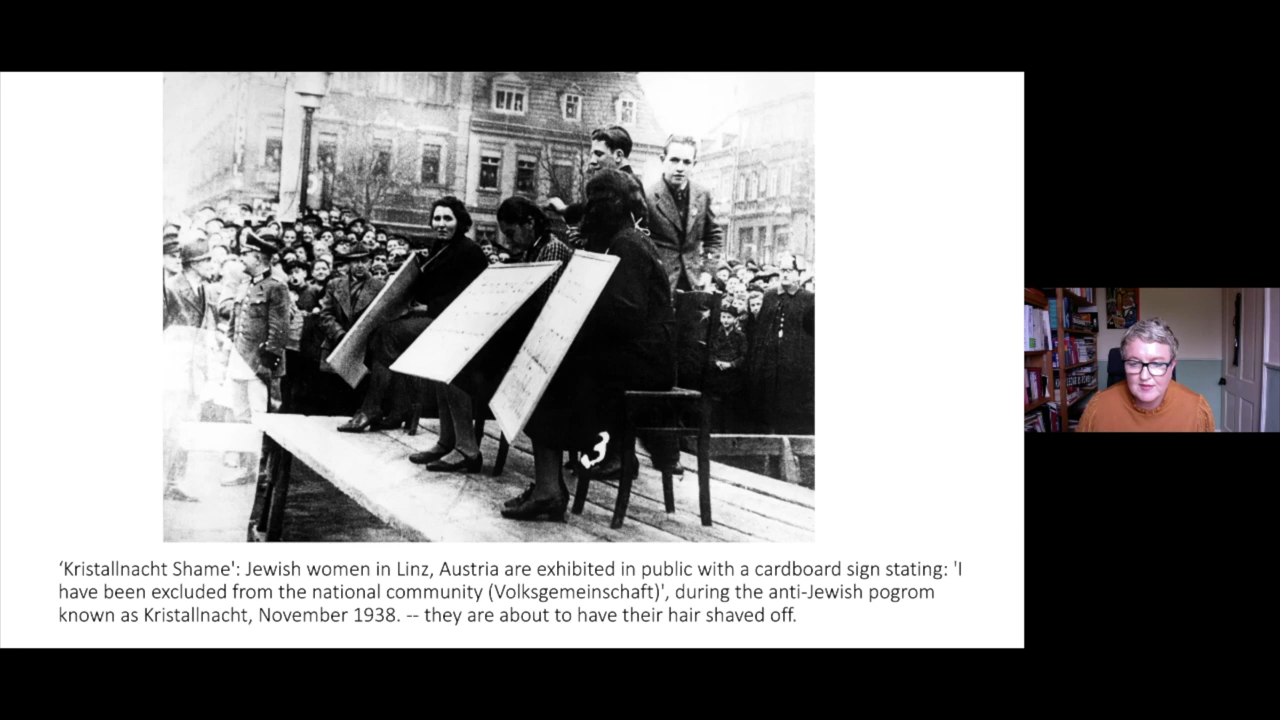 ‘Kristallnacht Shame': Jewish women in Linz, Austria are exhibited in public with a cardboard sign stating: 'I
have been excluded from the national community (Volksgemeinschaft)', during the anti-Jewish pogrom
known as Kristallnacht, November 1938. -- they are about to have their hair shaved off.